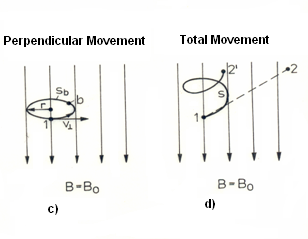 Perpendicular Movement
Total Movement
r
S_b
b
1
V⊥
B=B₀
c)
2'
2
S
1
B=B₀
d)